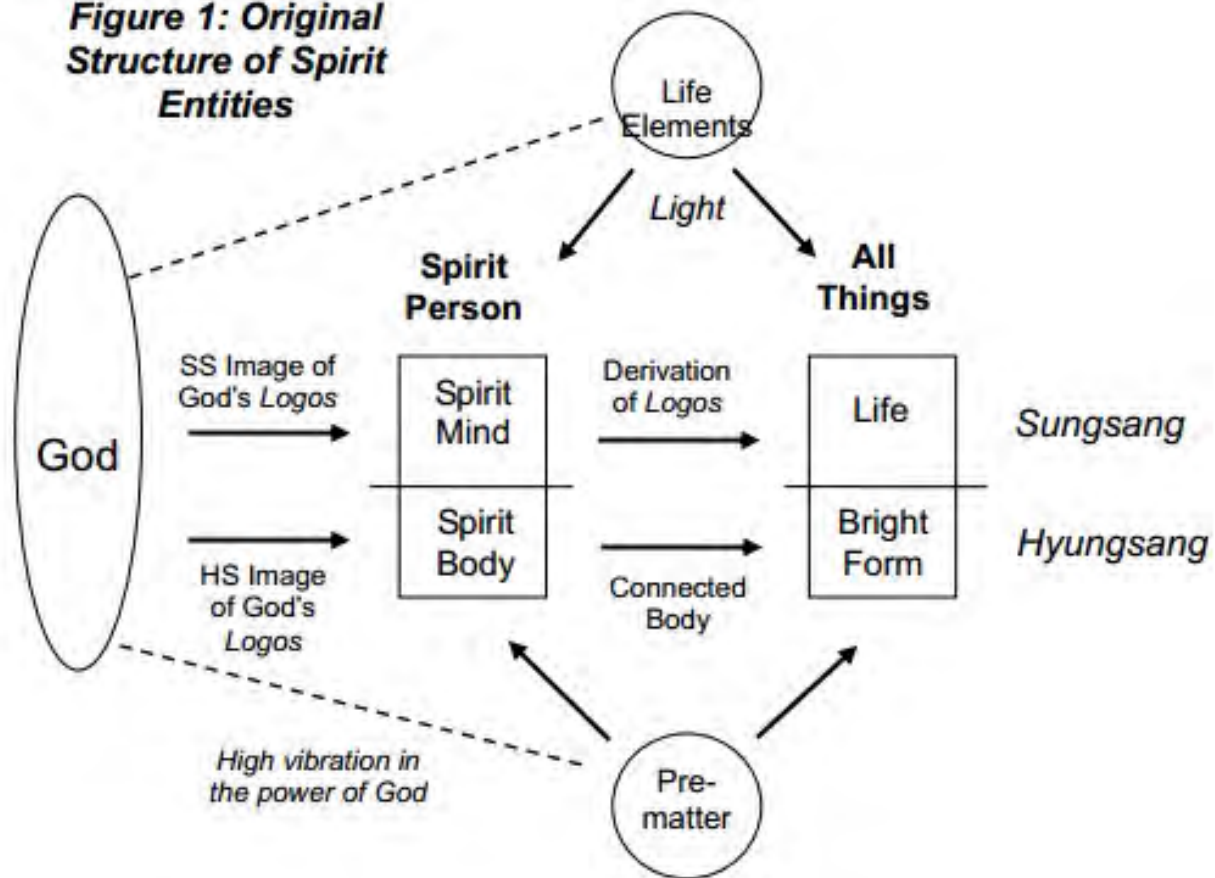 Figure 1: Original
Structure of Spirit
Entities
Life
Elements
Light
Spirit
Person
All
Things
God
SS Image of
God's Logos
Spirit
Mind
Derivation
of Logos
Life
Sungsang
HS Image
of God's
Logos
Spirit
Body
Connected
Body
Bright
Form
Hyungsang
High vibration in
the power of God
Pre-
matter